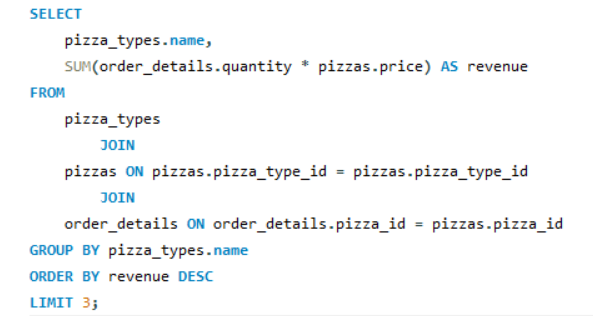 SELECT
pizza_types.name,
SUM(order_details.quantity * pizzas.price) AS revenue
FROM
pizza_types
JOIN
pizzas ON pizzas.pizza_type_id = pizzas.pizza_type_id
JOIN
order_details ON order_details.pizza_id = pizzas.pizza_id
GROUP BY pizza_types.name
ORDER BY revenue DESC
LIMIT 3;